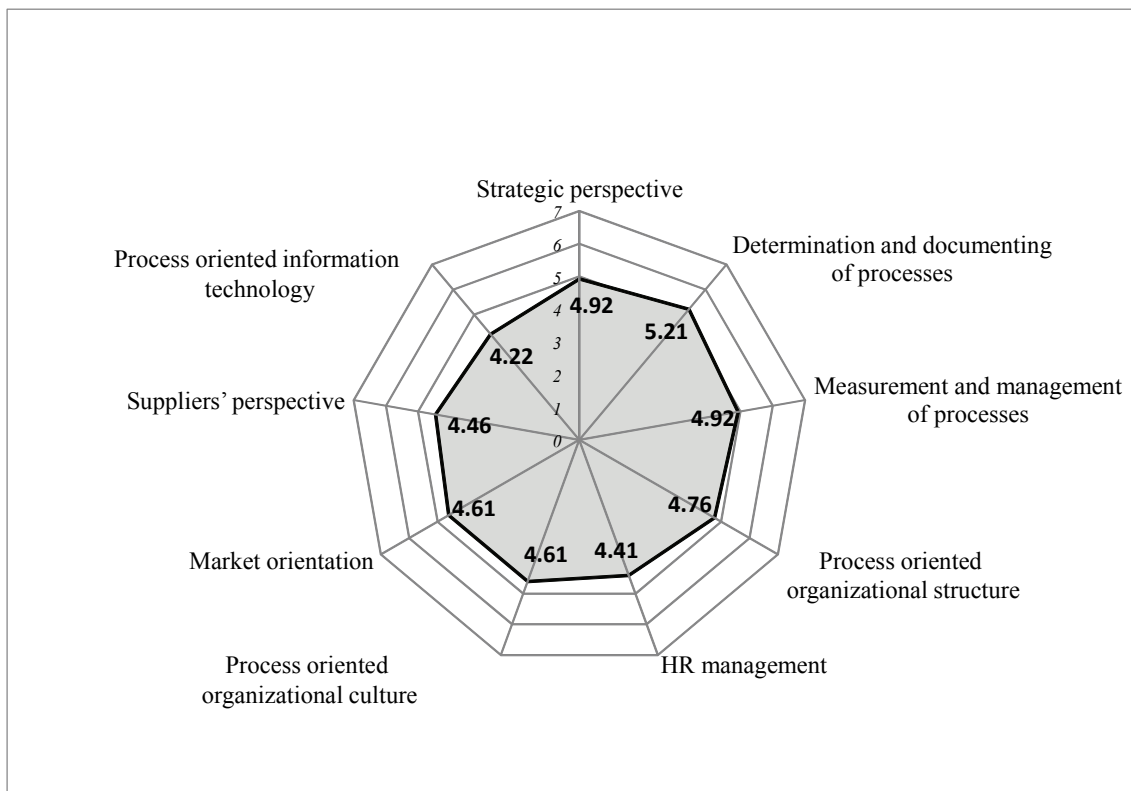 Strategic perspective
7
6
5
4
3
2
1
0
4.92
Determination and documenting
of processes
5.21
Measurement and management
of processes
4.92
Process oriented
organizational structure
4.76
HR management
4.41
Process oriented
organizational culture
4.61
Market orientation
4.61
Suppliers’ perspective
4.46
Process oriented information
technology
4.22